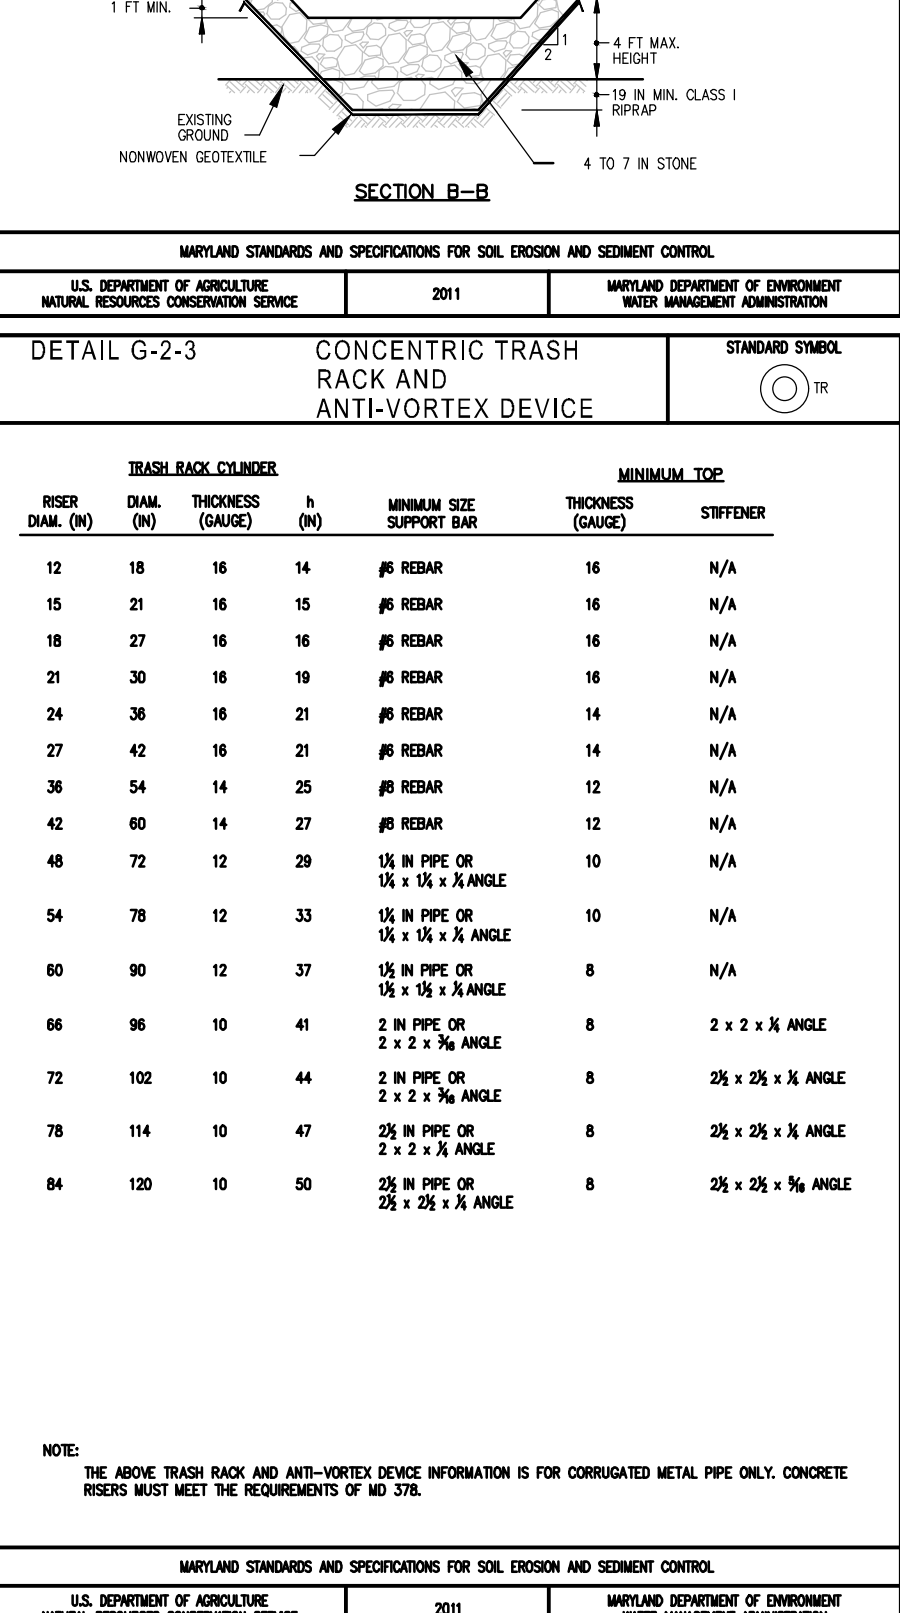 1 FT MIN.
1
2
4 FT MAX.
HEIGHT
19 IN MIN. CLASS I
RIPRAP
EXISTING
GROUND
NONWOVEN GEOTEXTILE
4 TO 7 IN STONE
SECTION B-B
MARYLAND STANDARDS AND SPECIFICATIONS FOR SOIL EROSION AND SEDIMENT CONTROL
U.S. DEPARTMENT OF AGRICULTURE
NATURAL RESOURCES CONSERVATION SERVICE
2011
MARYLAND DEPARTMENT OF ENVIRONMENT
WATER MANAGEMENT ADMINISTRATION
DETAIL G-2-3
CONCENTRIC TRASH
RACK AND
ANTI-VORTEX DEVICE
STANDARD SYMBOL
TR
TRASH RACK CYLINDER
MINIMUM TOP
RISER DIAM. (IN) DIAM. (IN) THICKNESS (GAUGE) h (IN) MINIMUM SIZE SUPPORT BAR THICKNESS (GAUGE) STIFFENER
12 18 16 14 #6 REBAR 16 N/A
15 21 16 15 #6 REBAR 16 N/A
18 27 16 16 #6 REBAR 16 N/A
21 30 16 19 #6 REBAR 16 N/A
24 36 16 21 #6 REBAR 14 N/A
27 42 16 21 #6 REBAR 14 N/A
36 54 14 25 #8 REBAR 12 N/A
42 60 14 27 #8 REBAR 12 N/A
48 72 12 29 1¼ IN PIPE OR 10 N/A
1¼ x 1¼ x ¼ ANGLE
54 78 12 33 1¼ IN PIPE OR 10 N/A
1¼ x 1¼ x ¼ ANGLE
60 90 12 37 1½ IN PIPE OR 8 N/A
1½ x 1½ x ¼ ANGLE
66 96 10 41 2 IN PIPE OR 8 2 x 2 x ¼ ANGLE
2 x 2 x 3/16 ANGLE
72 102 10 44 2 IN PIPE OR 8 2½ x 2½ x ¼ ANGLE
2 x 2 x 3/16 ANGLE
78 114 10 47 2½ IN PIPE OR 8 2½ x 2½ x ¼ ANGLE
2 x 2 x ¼ ANGLE
84 120 10 50 2½ IN PIPE OR 8 2½ x 2½ x 5/16 ANGLE
2½ x 2½ x ¼ ANGLE
NOTE:
THE ABOVE TRASH RACK AND ANTI-VORTEX DEVICE INFORMATION IS FOR CORRUGATED METAL PIPE ONLY. CONCRETE
RISERS MUST MEET THE REQUIREMENTS OF MD 378.
MARYLAND STANDARDS AND SPECIFICATIONS FOR SOIL EROSION AND SEDIMENT CONTROL
U.S. DEPARTMENT OF AGRICULTURE
NATURAL RESOURCES CONSERVATION SERVICE
2011
MARYLAND DEPARTMENT OF ENVIRONMENT
WATER MANAGEMENT ADMINISTRATION